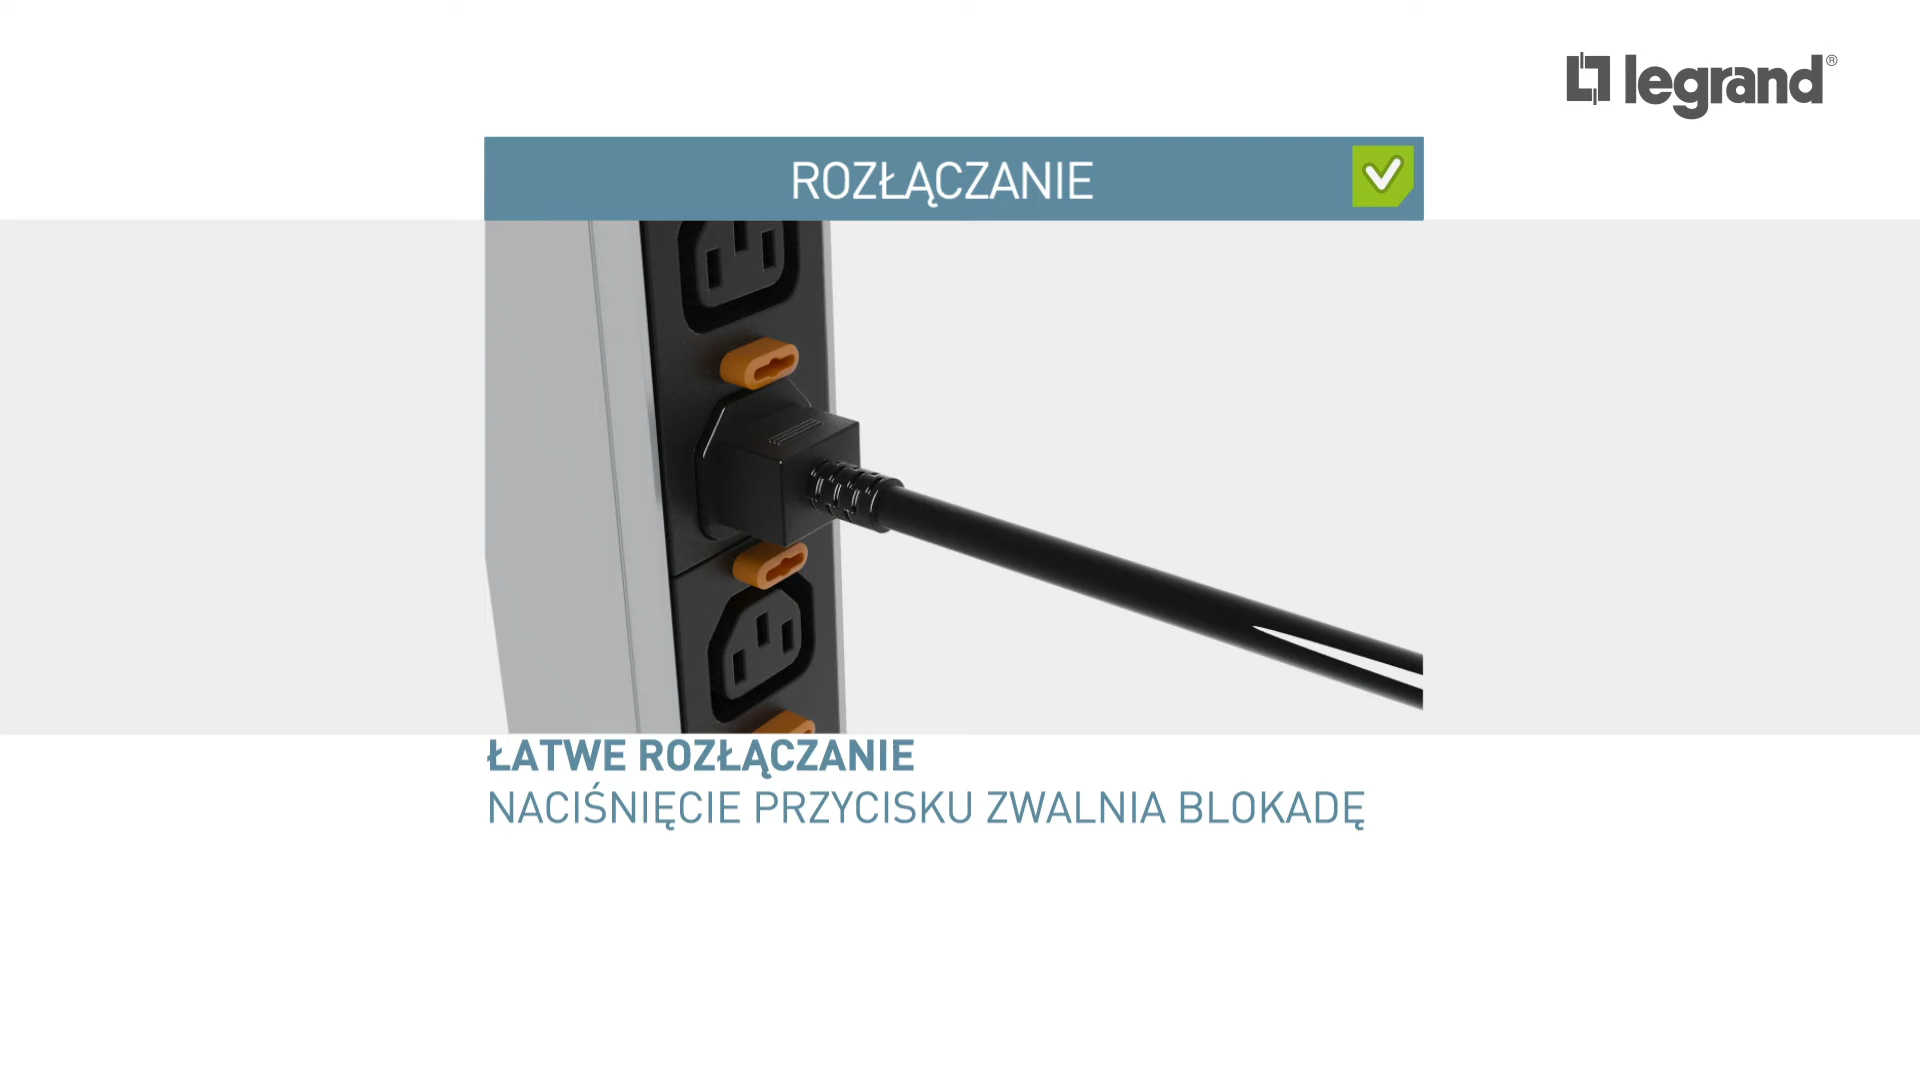 legrand®
ROZŁĄCZANIE
ŁATWE ROZŁĄCZANIE
NACIŚNIĘCIE PRZYCISKU ZWALNIA BLOKADĘ